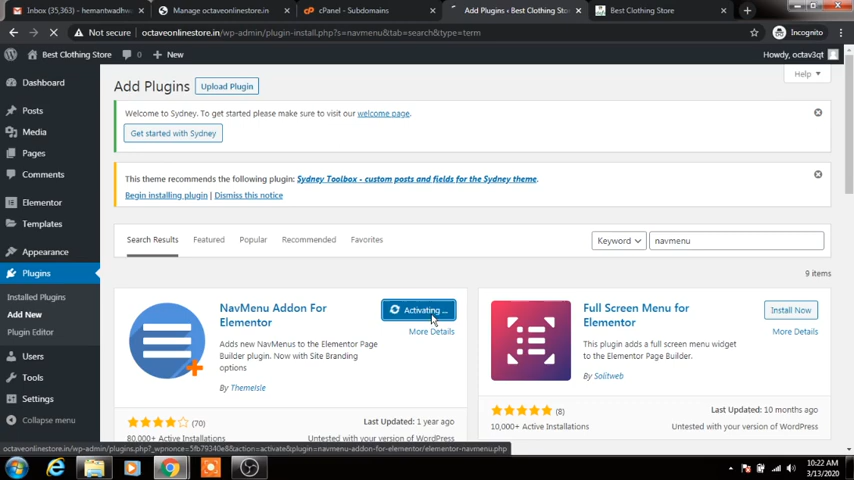 Inbox (35,363) - hemantwadhw
Manage octaveonlinestore.in
cPanel - Subdomains
Add Plugins ‹ Best Clothing Stor
Best Clothing Store
Not secure | octaveonlinestore.in/wp-admin/plugin-install.php?s=navmenu&tab=search&type=term
Incognito
Best Clothing Store 0 + New
Howdy, octav3qt
Dashboard
Posts
Media
Pages
Comments
Elementor
Templates
Appearance
Plugins
Installed Plugins
Add New
Plugin Editor
Users
Tools
Settings
Collapse menu
Add Plugins Upload Plugin
Help
Welcome to Sydney. To get started please make sure to visit our welcome page.
Get started with Sydney
This theme recommends the following plugin: Sydney Toolbox - custom posts and fields for the Sydney theme.
Begin installing plugin | Dismiss this notice
Search Results Featured Popular Recommended Favorites
Keyword navmenu
9 items
NavMenu Addon For
Elementor
Activating ...
More Details
Adds new NavMenus to the Elementor Page
Builder plugin. Now with Site Branding
options
By ThemeIsle
(70)
80,000+ Active Installations
Last Updated: 1 year ago
Untested with your version of WordPress
Full Screen Menu for
Elementor
Install Now
More Details
This plugin adds a full screen menu widget
to the Elementor Page Builder.
By Solitweb
(8)
10,000+ Active Installations
Last Updated: 10 months ago
Untested with your version of WordPress
octaveonlinestore.in/wp-admin/plugins.php?_wpnonce=5fb79340e8&action=activate&plugin=navmenu-addon-for-elementor/elementor-navmenu.php
10:22 AM
3/13/2020